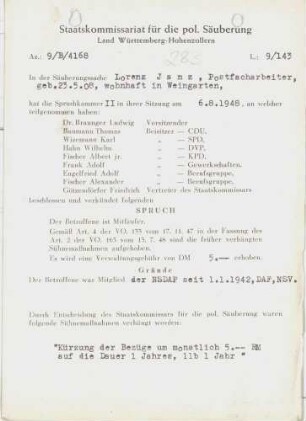 Staatskommissariat für die pol. Säuberung
Land Württemberg-Hohenzollern
Az.: 9/B/4168
L.: 9/143
In der Säuberungssache Lorenz Janz, Postfacharbeiter,
geb.23.5.08, wohnhaft in Weingarten,
hat die Spruchkammer II in ihrer Sitzung am 6.8.1948, an welcher
teilgenommen haben:
Dr. Ludwig Vorsitzender
Baumann Thomas Beisitzer — CDU,
Wizemann Karl „ — SPD,
Hahn Wilhelm „ — DVP,
Fischer Albert jr. „ — KPD,
Frank Adolf „ — Gewerkschaften,
Engelfried Adolf „ — Berufsgruppe,
Fischer Alexander „ — Berufsgruppe,
Friedrich Vertreter des Staatskommissars
beschlossen und verkündet folgenden
SPRUCH
Der Betroffene ist Mitläufer.
Gemäß Art. 4 der VO. 133 vom 17. 11. 47 in der Fassung des
Art. 2 der VO. 165 vom 13. 7. 48 sind die früher verhängten
Sühnemaßnahmen aufgehoben.
Es wird eine Verwaltungsgebühr von DM 5.-- erhoben
Gründe
Der Betroffene war Mitglied der NSDAP seit 1.1.1942, DAF, NSV.
Durch Entscheidung des Staatskommissars für die pol. Säuberung waren
folgende Sühnemaßnahmen verhängt worden:
"Kürzung der Bezüge um monatlich 5.-- RM
auf die Dauer 1 Jahres, 11b 1 Jahr "